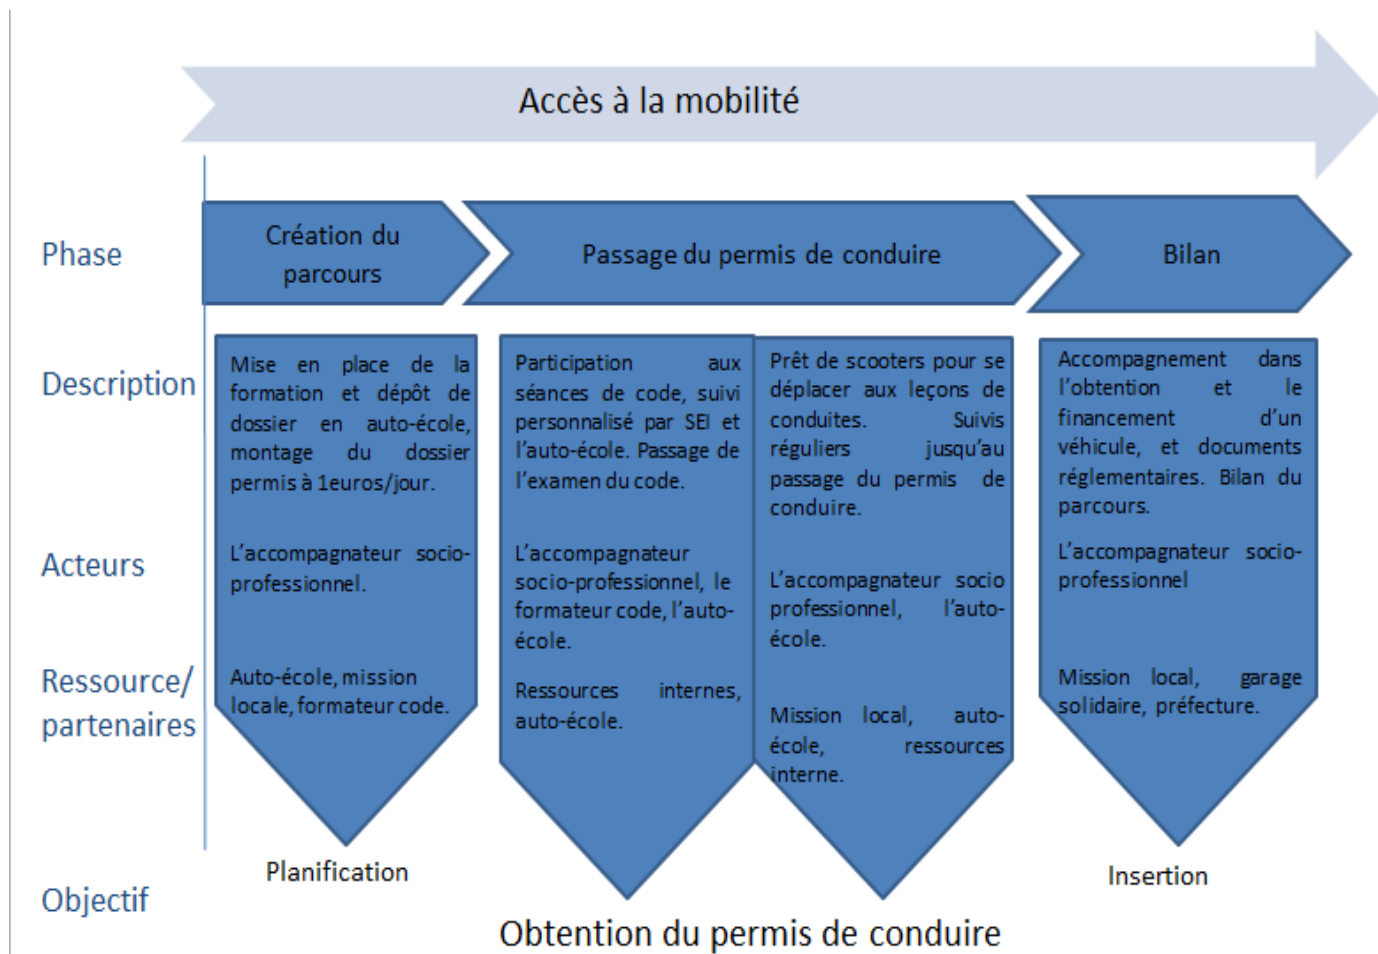 Accès à la mobilité
Phase
Création du
parcours
Passage du permis de conduire
Bilan
Description
Mise en place de la
formation et dépôt de
dossier en auto-école,
montage du dossier
permis à 1euros/jour.
Participation aux
séances de code, suivi
personnalisé par SEI et
l'auto-école. Passage de
l'examen du code.
Prêt de scooters pour se
déplacer aux leçons de
conduites. Suivis
réguliers jusqu'au
passage du permis de
conduire.
Accompagnement dans
l'obtention et le
financement d'un
véhicule, et documents
réglementaires. Bilan du
parcours.
Acteurs
L'accompagnateur socio-
professionnel.
L'accompagnateur
socio-professionnel, le
formateur code, l'auto-
école.
L'accompagnateur socio
professionnel, l'auto-
école.
L'accompagnateur socio-
professionnel
Ressource/
partenaires
Auto-école, mission
locale, formateur code.
Ressources internes,
auto-école.
Mission local, auto-
école, ressources
interne.
Mission local, garage
solidaire, préfecture.
Objectif
Planification
Obtention du permis de conduire
Insertion